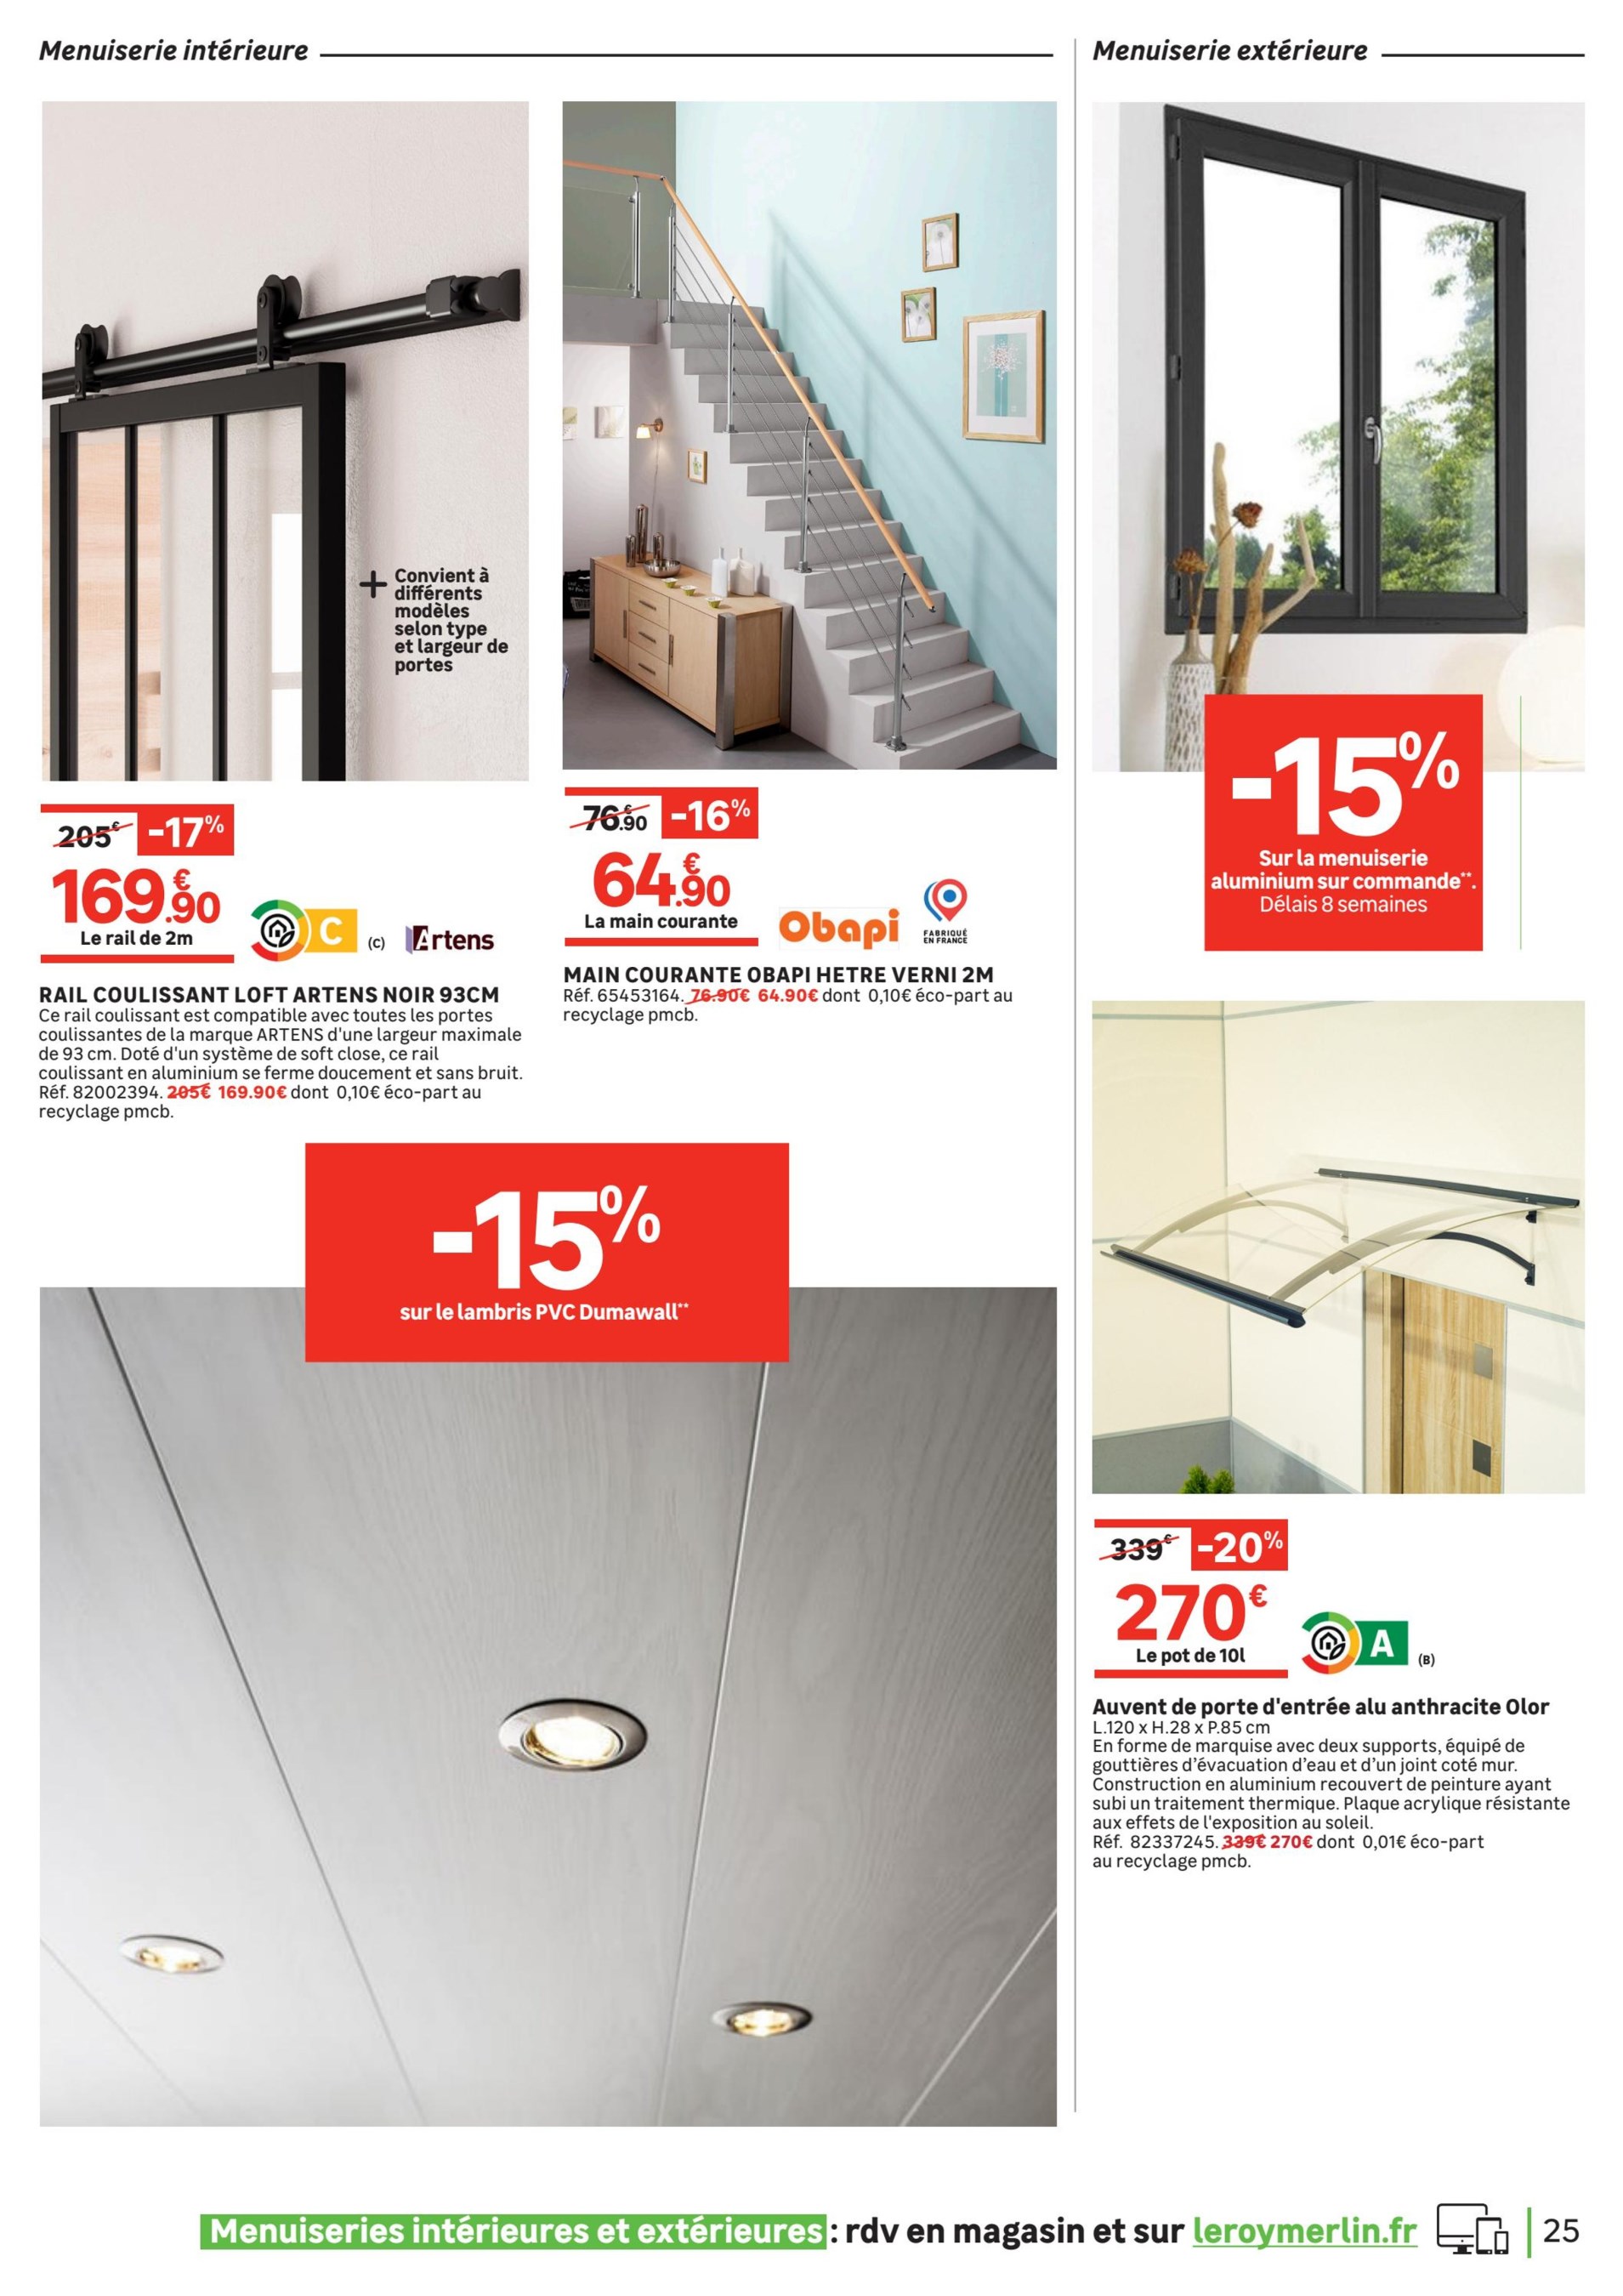 Menuiserie intérieure
+ Convient à
différents
modèles
selon type
et largeur de
portes
205€ -17%
169€.90
Le rail de 2m
C
(C)
Artens
RAIL COULISSANT LOFT ARTENS NOIR 93CM
Ce rail coulissant est compatible avec toutes les portes
coulissantes de la marque ARTENS d'une largeur maximale
de 93 cm. Doté d'un système de soft close, ce rail
coulissant en aluminium se ferme doucement et sans bruit.
Réf. 82002394. 205€ 169.90€ dont 0,10€ éco-part au
recyclage pmcb.
76€.90 -16%
64€.90
La main courante
Obapi
FABRIQUÉ
EN FRANCE
MAIN COURANTE OBAPI HETRE VERNI 2M
Réf. 65453164. 76.90€ 64.90€ dont 0,10€ éco-part au
recyclage pmcb.
-15%
sur le lambris PVC Dumawall**
Menuiserie extérieure
-15%
Sur la menuiserie
aluminium sur commande**.
Délais 8 semaines
339€ -20%
270€
Le pot de 10l
A
(B)
Auvent de porte d'entrée alu anthracite Olor
L.120 x H.28 x P.85 cm
En forme de marquise avec deux supports, équipé de
gouttières d’évacuation d’eau et d’un joint coté mur.
Construction en aluminium recouvert de peinture ayant
subi un traitement thermique. Plaque acrylique résistante
aux effets de l'exposition au soleil.
Réf. 82337245. 339€ 270€ dont 0,01€ éco-part
au recyclage pmcb.
Menuiseries intérieures et extérieures : rdv en magasin et sur leroymerlin.fr
25